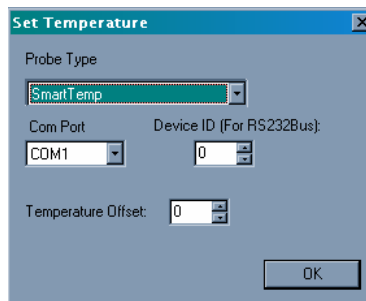 Set Temperature
Probe Type
SmartTemp
Com Port Device ID (For RS232Bus):
COM1 0
Temperature Offset: 0
OK